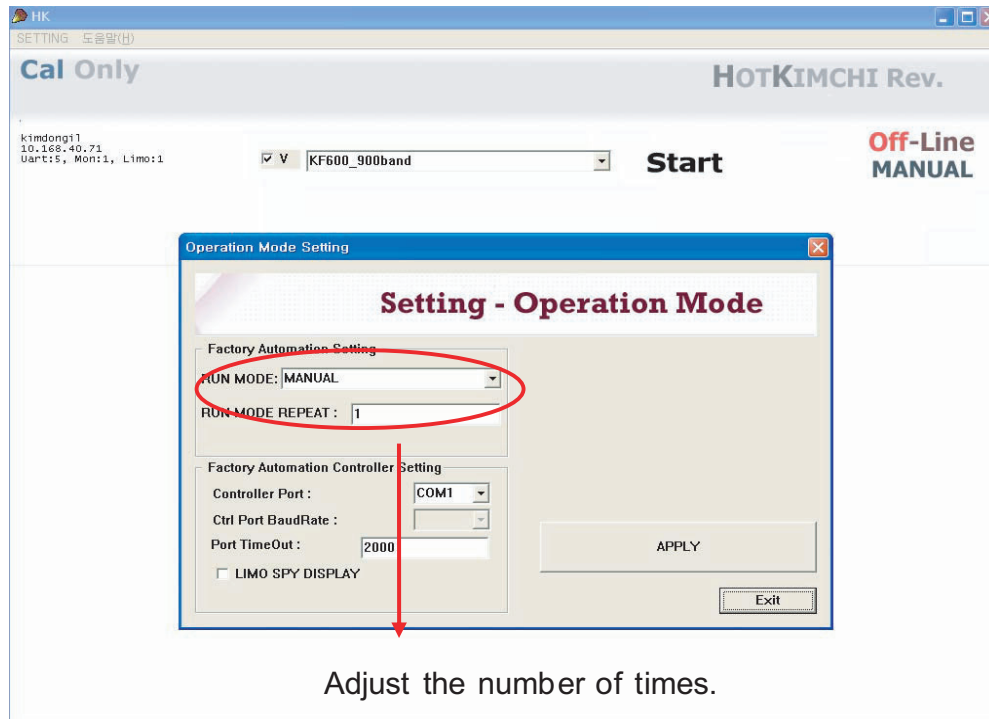 HK
SETTING 도움말(H)
Cal Only
HOTKIMCHI Rev.
kimdongil
10.168.40.71
Uart:5, Mon:1, Limo:1
V KF600_900band
Start
Off-Line
MANUAL
Operation Mode Setting
Setting - Operation Mode
Factory Automation Setting
RUN MODE: MANUAL
RUN MODE REPEAT : 1
Factory Automation Controller Setting
Controller Port : COM1
Ctrl Port BaudRate :
Port TimeOut : 2000
LIMO SPY DISPLAY
APPLY
Exit
Adjust the number of times.